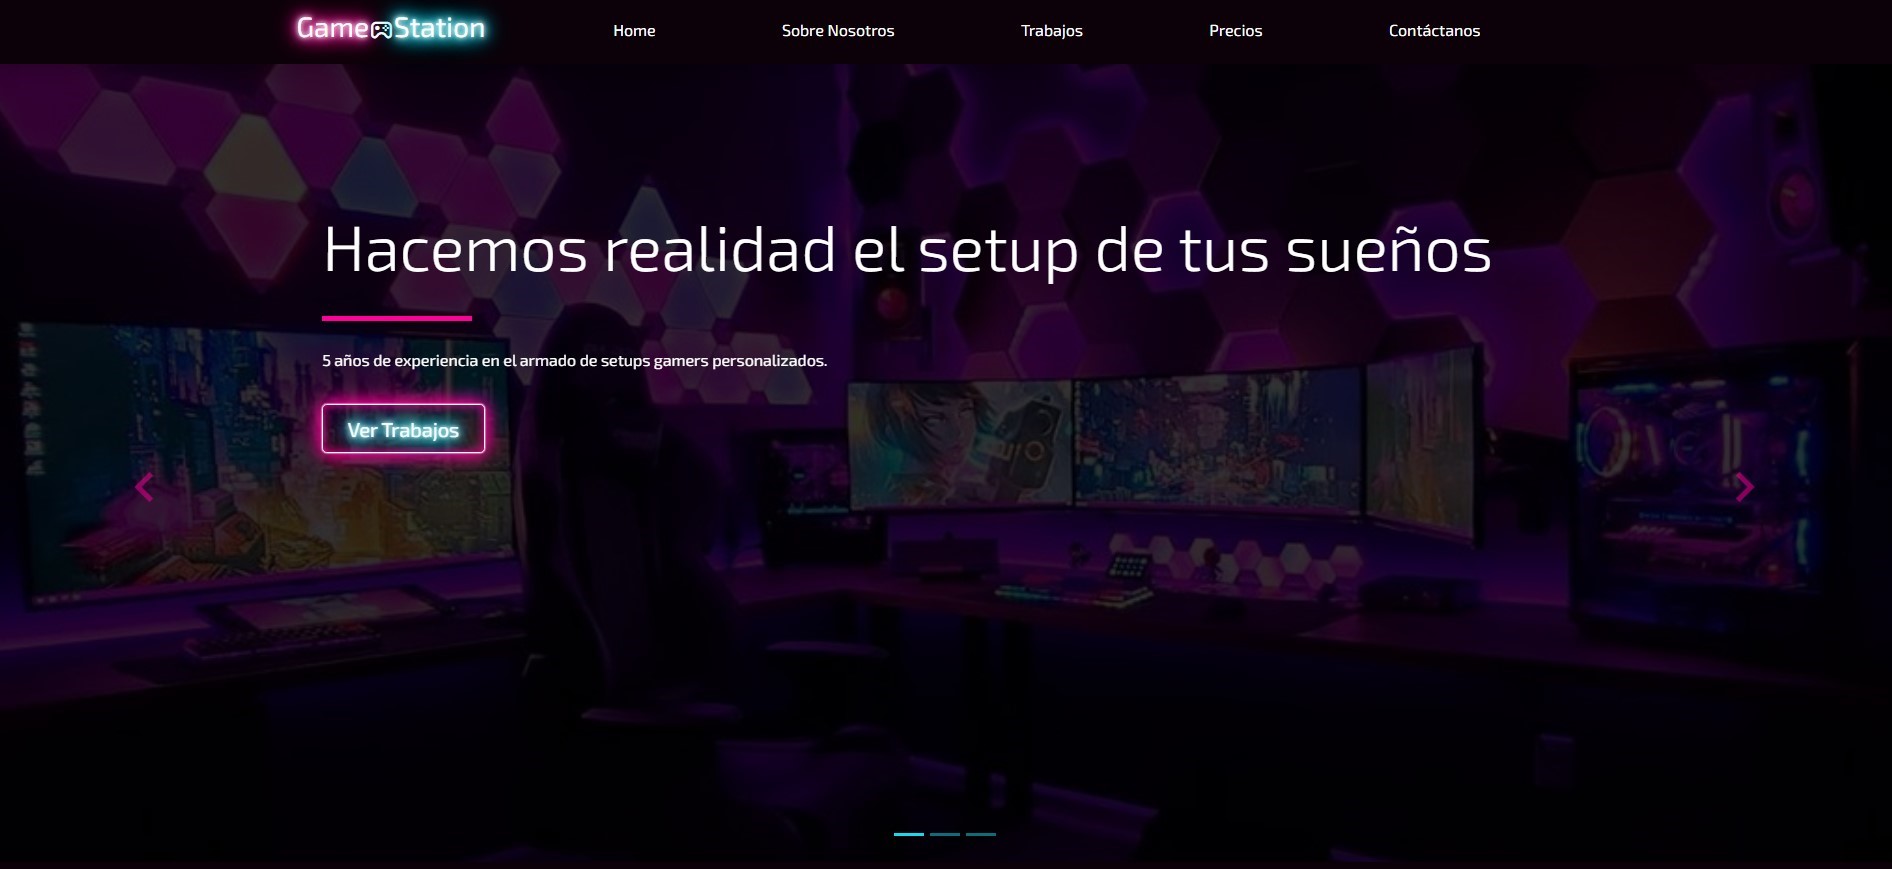 GameStation
Home
Sobre Nosotros
Trabajos
Precios
Contáctanos
Hacemos realidad el setup de tus sueños
5 años de experiencia en el armado de setups gamers personalizados.
Ver Trabajos